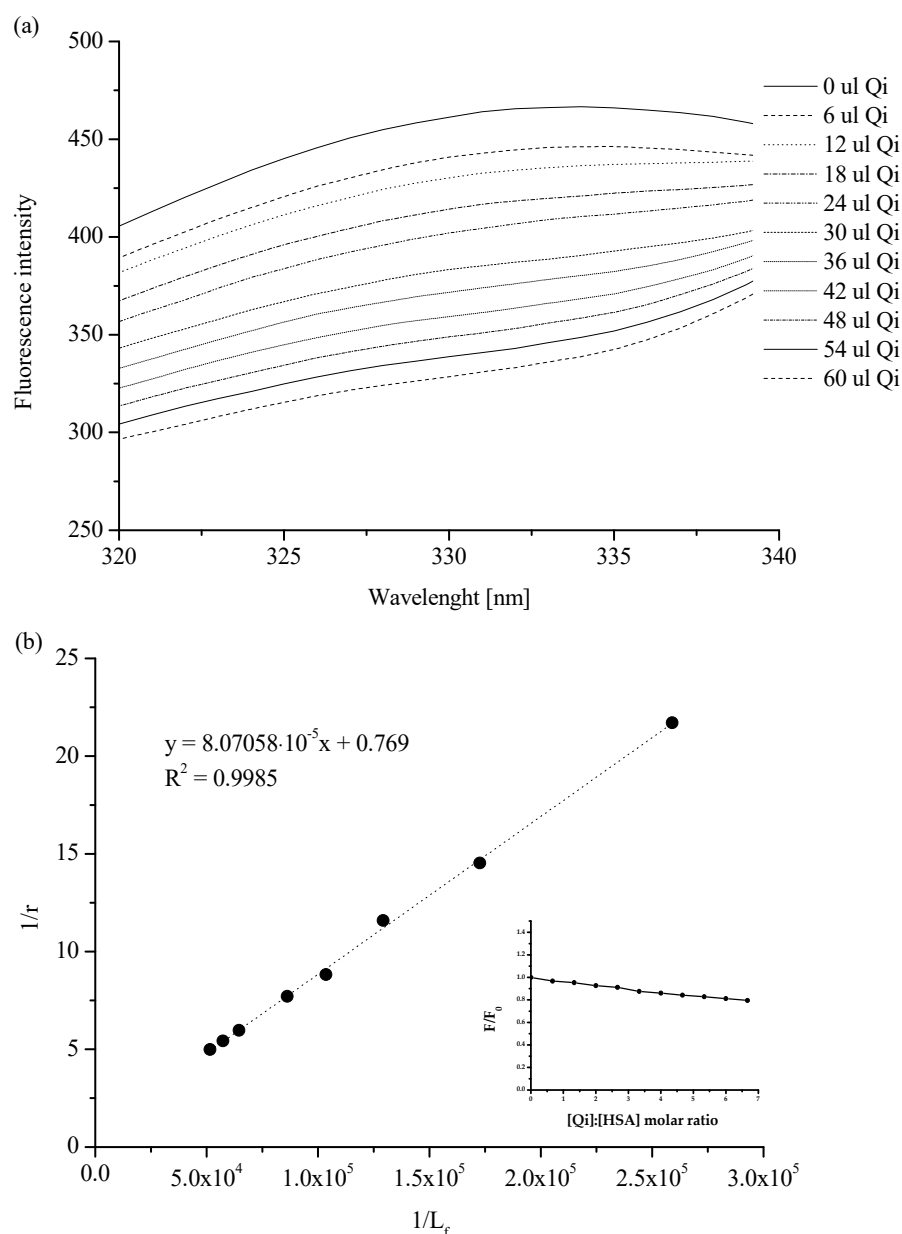 (a)
500
450
400
350
300
250
320
325
330
335
340
Fluorescence intensity
Wavelenght [nm]
0 ul Qi
6 ul Qi
12 ul Qi
18 ul Qi
24 ul Qi
30 ul Qi
36 ul Qi
42 ul Qi
48 ul Qi
54 ul Qi
60 ul Qi
(b)
25
20
15
10
5
0
0.0
5.0x10⁴
1.0x10⁵
1.5x10⁵
2.0x10⁵
2.5x10⁵
3.0x10⁵
1/r
1/L_f
y = 8.07058·10⁻⁵x + 0.769
R² = 0.9985
1.4
1.2
1.0
0.8
0.6
0.4
0.2
0.0
0
1
2
3
4
5
6
7
F/F₀
[Qi]:[HSA] molar ratio